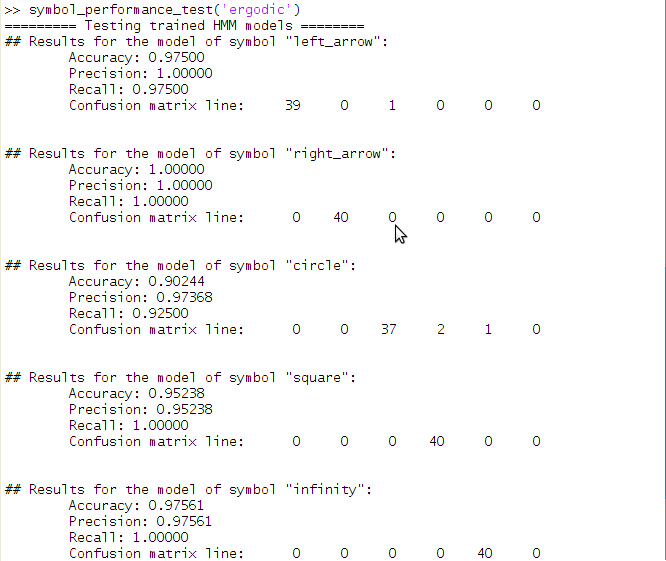 >> symbol_performance_test('ergodic')
========= Testing trained HMM models ========
## Results for the model of symbol "left_arrow":
Accuracy: 0.97500
Precision: 1.00000
Recall: 0.97500
Confusion matrix line: 39 0 1 0 0 0
## Results for the model of symbol "right_arrow":
Accuracy: 1.00000
Precision: 1.00000
Recall: 1.00000
Confusion matrix line: 0 40 0 0 0 0
## Results for the model of symbol "circle":
Accuracy: 0.90244
Precision: 0.97368
Recall: 0.92500
Confusion matrix line: 0 0 37 2 1 0
## Results for the model of symbol "square":
Accuracy: 0.95238
Precision: 0.95238
Recall: 1.00000
Confusion matrix line: 0 0 0 40 0 0
## Results for the model of symbol "infinity":
Accuracy: 0.97561
Precision: 0.97561
Recall: 1.00000
Confusion matrix line: 0 0 0 0 40 0